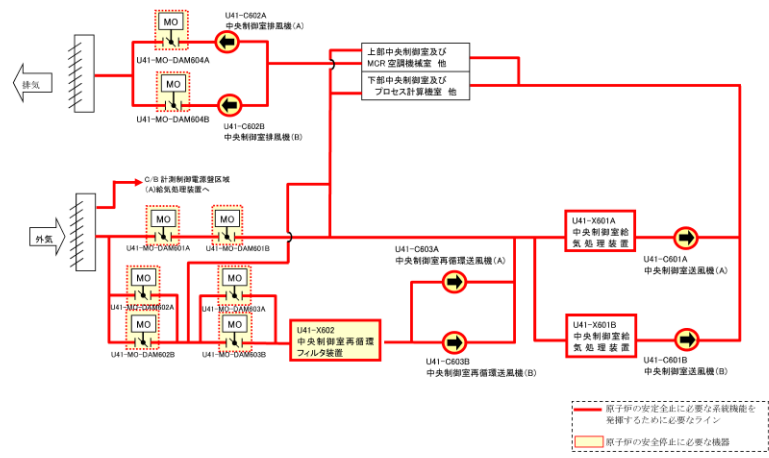 MO
U41-C602A
中央制御室排風機(A)
U41-MO-DAM604A
排気
MO
U41-MO-DAM604B
U41-C602B
中央制御室排風機(B)
上部中央制御室及び
MCR空調機械室 他
下部中央制御室及び
プロセス計算機室 他
C/B 計測制御電源盤区域
(A)給気処理装置へ
外気
MO
MO
U41-MO-DAM601A
U41-MO-DAM601B
MO
MO
U41-MO-DAM602A
U41-MO-DAM603A
MO
MO
U41-MO-DAM602B
U41-MO-DAM603B
U41-X602
中央制御室再循環
フィルタ装置
U41-C603A
中央制御室再循環送風機(A)
U41-C603B
中央制御室再循環送風機(B)
U41-X601A
中央制御室給
気処理装置
U41-C601A
中央制御室送風機(A)
U41-X601B
中央制御室給
気処理装置
U41-C601B
中央制御室送風機(B)
原子炉の安定全止に必要な系統機能を
発揮するために必要なライン
原子炉の安全停止に必要な機器